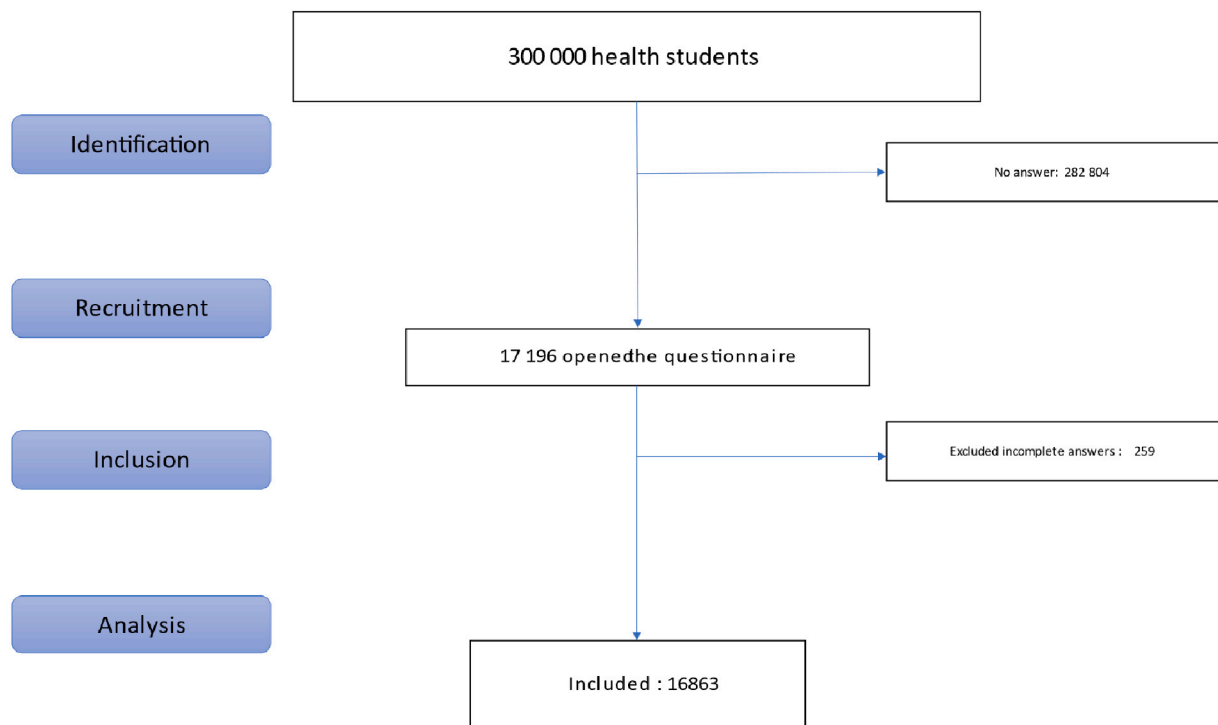 300 000 health students
Identification
No answer: 282 804
Recruitment
17 196 openedthe questionnaire
Inclusion
Excluded incomplete answers : 259
Analysis
Included : 16863